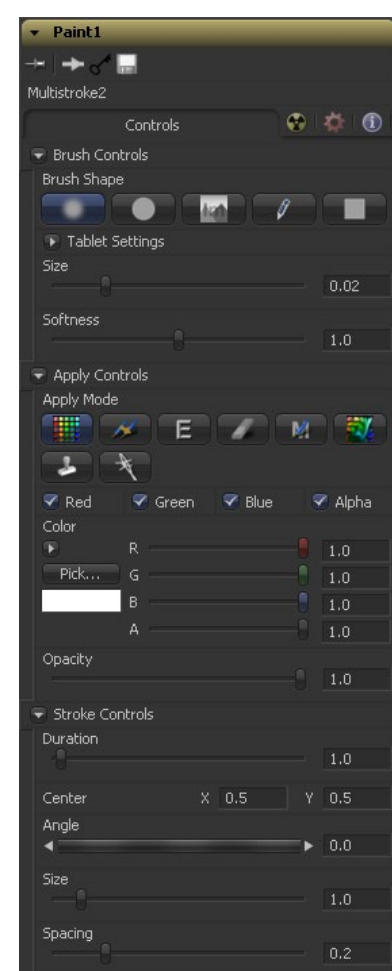 Paint1
Multistroke2
Controls
Brush Controls
Brush Shape
Tablet Settings
Size
0.02
Softness
1.0
Apply Controls
Apply Mode
E
M
Red Green Blue Alpha
Color
R 1.0
Pick... G 1.0
B 1.0
A 1.0
Opacity
1.0
Stroke Controls
Duration
1.0
Center X 0.5 Y 0.5
Angle
0.0
Size
1.0
Spacing
0.2